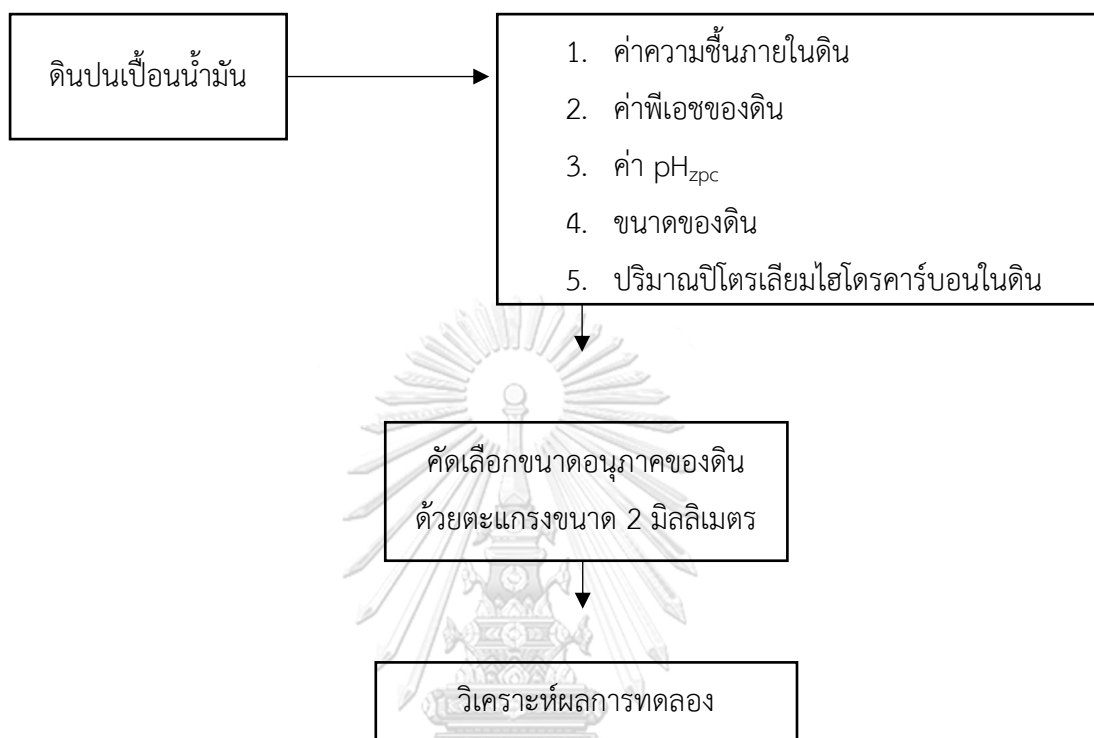 ดินปนเปื้อนน้ำมัน
1. ค่าความชื้นภายในดิน
2. ค่าพีเอชของดิน
3. ค่า pHzpc
4. ขนาดของดิน
5. ปริมาณปิโตรเลียมไฮโดรคาร์บอนในดิน
คัดเลือกขนาดอนุภาคของดิน
ด้วยตะแกรงขนาด 2 มิลลิเมตร
วิเคราะห์ผลการทดลอง